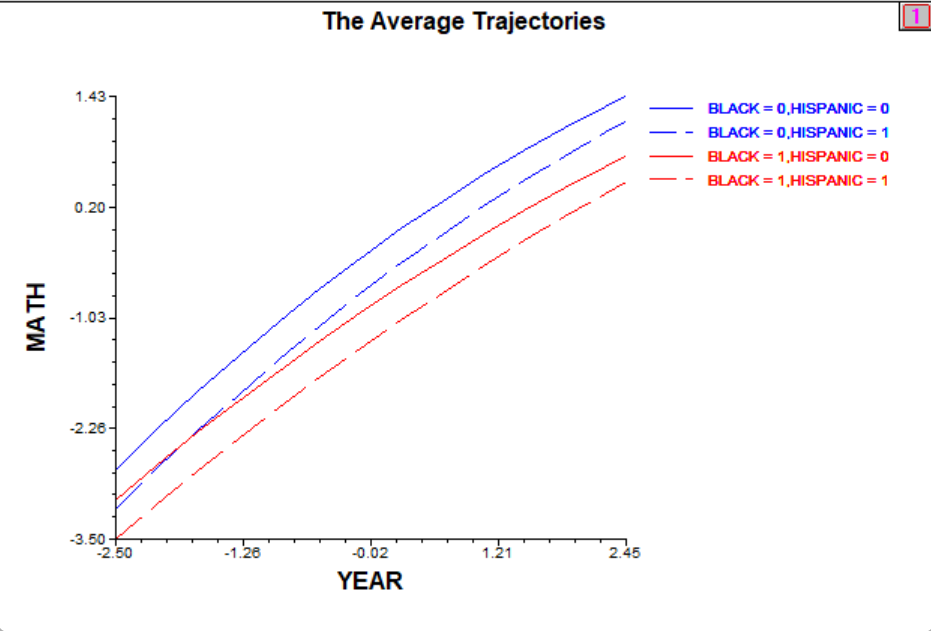 The Average Trajectories
1
1.43
0.20
-1.03
-2.26
-3.50
MATH
-2.50
-1.26
-0.02
1.21
2.45
YEAR
BLACK = 0,HISPANIC = 0
BLACK = 0,HISPANIC = 1
BLACK = 1,HISPANIC = 0
BLACK = 1,HISPANIC = 1